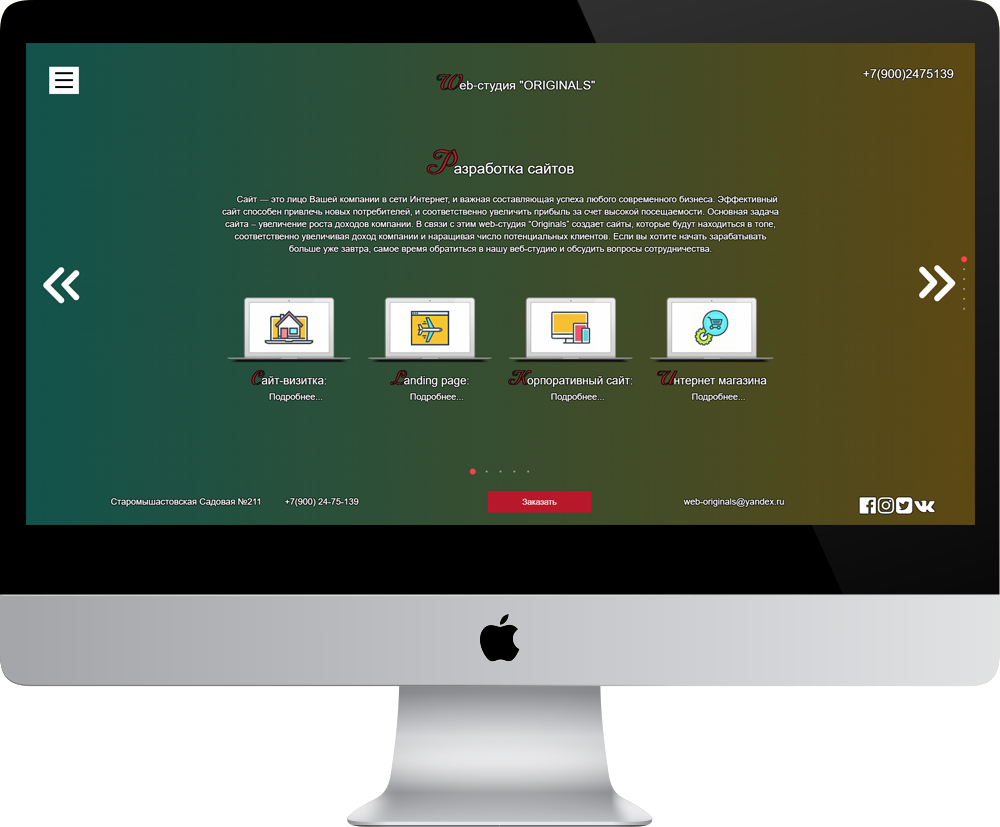 Web-студия "ORIGINALS"
+7(900)2475139
Разработка сайтов
Сайт — это лицо Вашей компании в сети Интернет, и важная составляющая успеха любого современного бизнеса. Эффективный
сайт способен привлечь новых потребителей, и соответственно увеличить прибыль за счет высокой посещаемости. Основная задача
сайта – увеличение роста доходов компании. В связи с этим web-студия "Originals" создает сайты, которые будут находиться в топе,
соответственно увеличивая доход компании и наращивая число потенциальных клиентов. Если вы хотите начать зарабатывать
больше уже завтра, самое время обратиться в нашу веб-студию и обсудить вопросы сотрудничества.
Сайт-визитка:
Подробнее...
Landing page:
Подробнее...
Корпоративный сайт:
Подробнее...
Интернет магазина
Подробнее...
Старомышастовская Садовая №211
+7(900) 24-75-139
Заказать
web-originals@yandex.ru